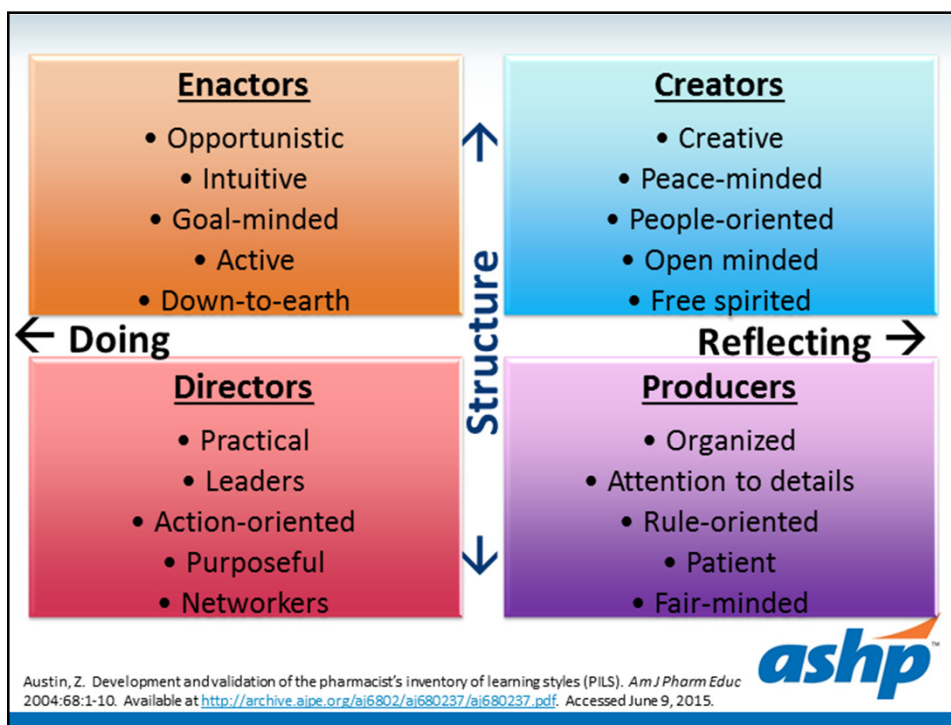 Enactors
• Opportunistic
• Intuitive
• Goal-minded
• Active
• Down-to-earth
Creators
• Creative
• Peace-minded
• People-oriented
• Open minded
• Free spirited
← Doing
↑ Structure ↓
Reflecting →
Directors
• Practical
• Leaders
• Action-oriented
• Purposeful
• Networkers
Producers
• Organized
• Attention to details
• Rule-oriented
• Patient
• Fair-minded
ashp™
Austin, Z. Development and validation of the pharmacist's inventory of learning styles (PILS). Am J Pharm Educ
2004:68:1-10. Available at http://archive.ajpe.org/aj6802/aj680237/aj680237.pdf. Accessed June 9, 2015.